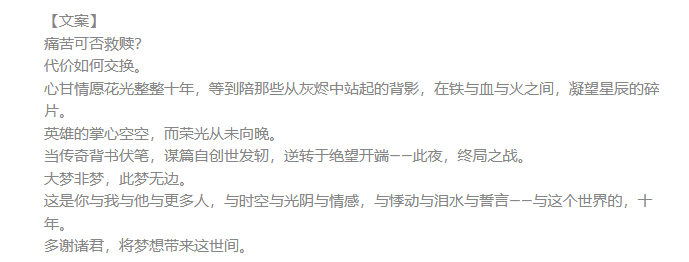 【文案】
痛苦可否救赎？
代价如何交换。
心甘情愿花光整整十年，等到陪那些从灰烬中站起的背影，在铁与血与火之间，凝望星辰的碎
片。
英雄的掌心空空，而荣光从未向晚。
当传奇背书伏笔，谋篇自创世发轫，逆转于绝望开端——此夜，终局之战。
大梦非梦，此梦无边。
这是你与我与他与更多人，与时空与光阴与情感，与悸动与泪水与誓言——与这个世界的，十
年。
多谢诸君，将梦想带来这世间。